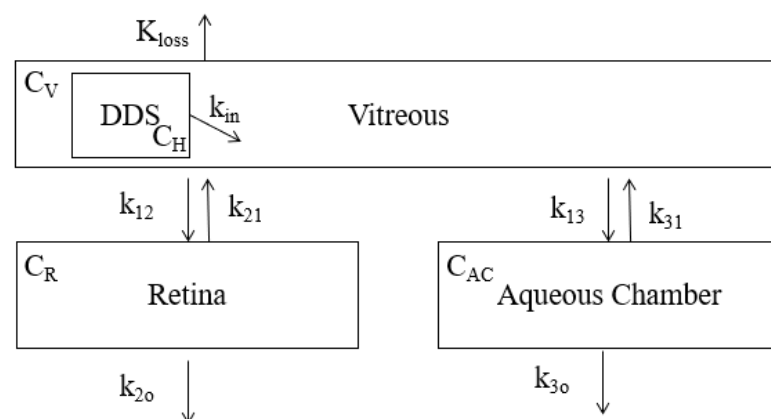 K_loss
C_V
DDS
C_H
k_in
Vitreous
k_12
k_21
k_13
k_31
C_R
Retina
C_AC
Aqueous Chamber
k_2o
k_3o